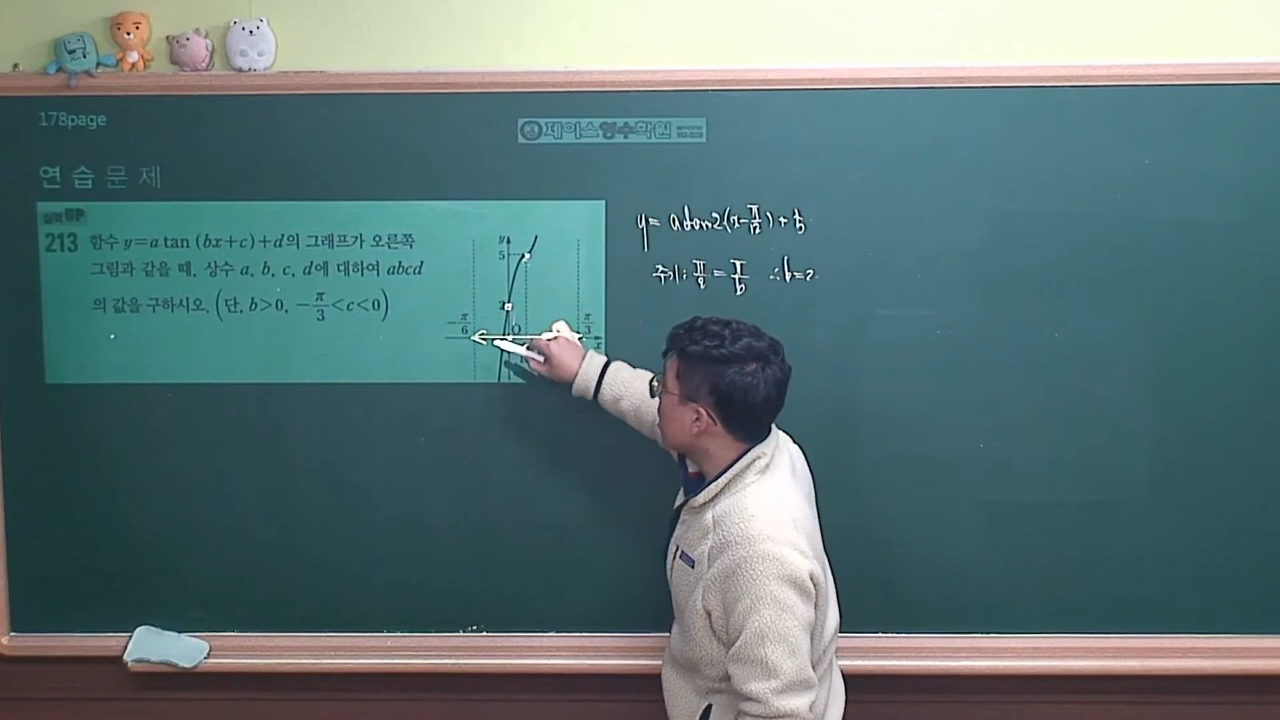 178page
제이스영수학원
연습문제
실력UP
213 함수 y=a tan (bx+c)+d의 그래프가 오른쪽
그림과 같을 때, 상수 a, b, c, d에 대하여 abcd
의 값을 구하시오. (단, b>0, -π/3<c<0)
y
5
-π/6
O
π/3
x
y= a tan2(x-π/12)+5
주기: π/2 = π/b ∴b=2